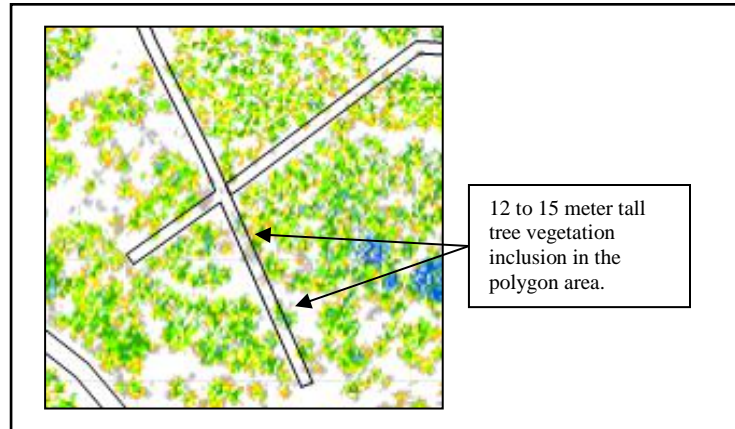 12 to 15 meter tall
tree vegetation
inclusion in the
polygon area.